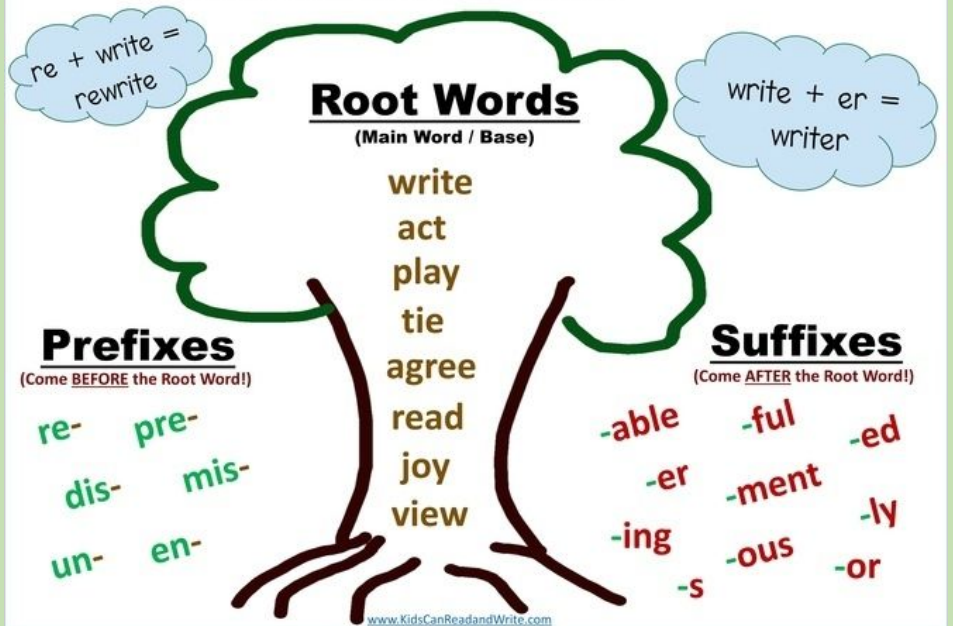 re + write =
rewrite
write + er =
writer
Root Words
(Main Word / Base)
write
act
play
tie
agree
read
joy
view
Prefixes
(Come BEFORE the Root Word!)
re- pre-
dis- mis-
un- en-
Suffixes
(Come AFTER the Root Word!)
-able -ful -ed
-er -ment -ly
-ing -ous -or
-s
www.KidsCanReadandWrite.com